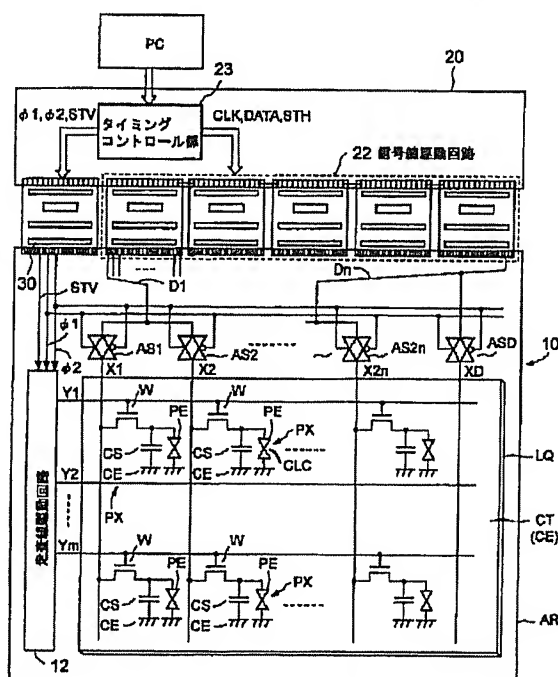 PC
23
20
φ1,φ2,STV
タイミング
コントロール部
CLK,DATA,STH
22 信号線駆動回路
30
STV
D1
Dn
φ1
φ2
AS1
AS2
AS2n
ASD
10
X1
X2
X2n
XD
Y1
W
W
PE
PE
PX
CS
CS
CLC
CE
CE
LQ
Y2
PX
CT
(CE)
走査線駆動回路
Ym
W
W
PE
PE
PX
CS
CS
CE
CE
AR
12